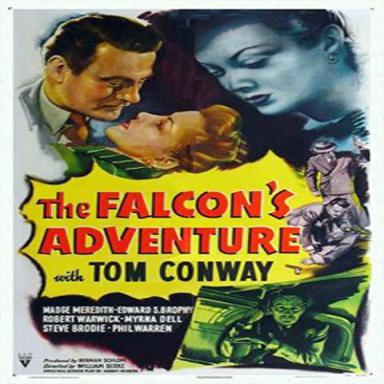 The FALCON'S
ADVENTURE
with TOM CONWAY
MADGE MEREDITH-EDWARD S. BROPHY
ROBERT WARWICK-MYRNA DELL
STEVE BRODIE-PHIL WARREN
Produced by HERMAN SCHLOM
Directed by WILLIAM BERKE